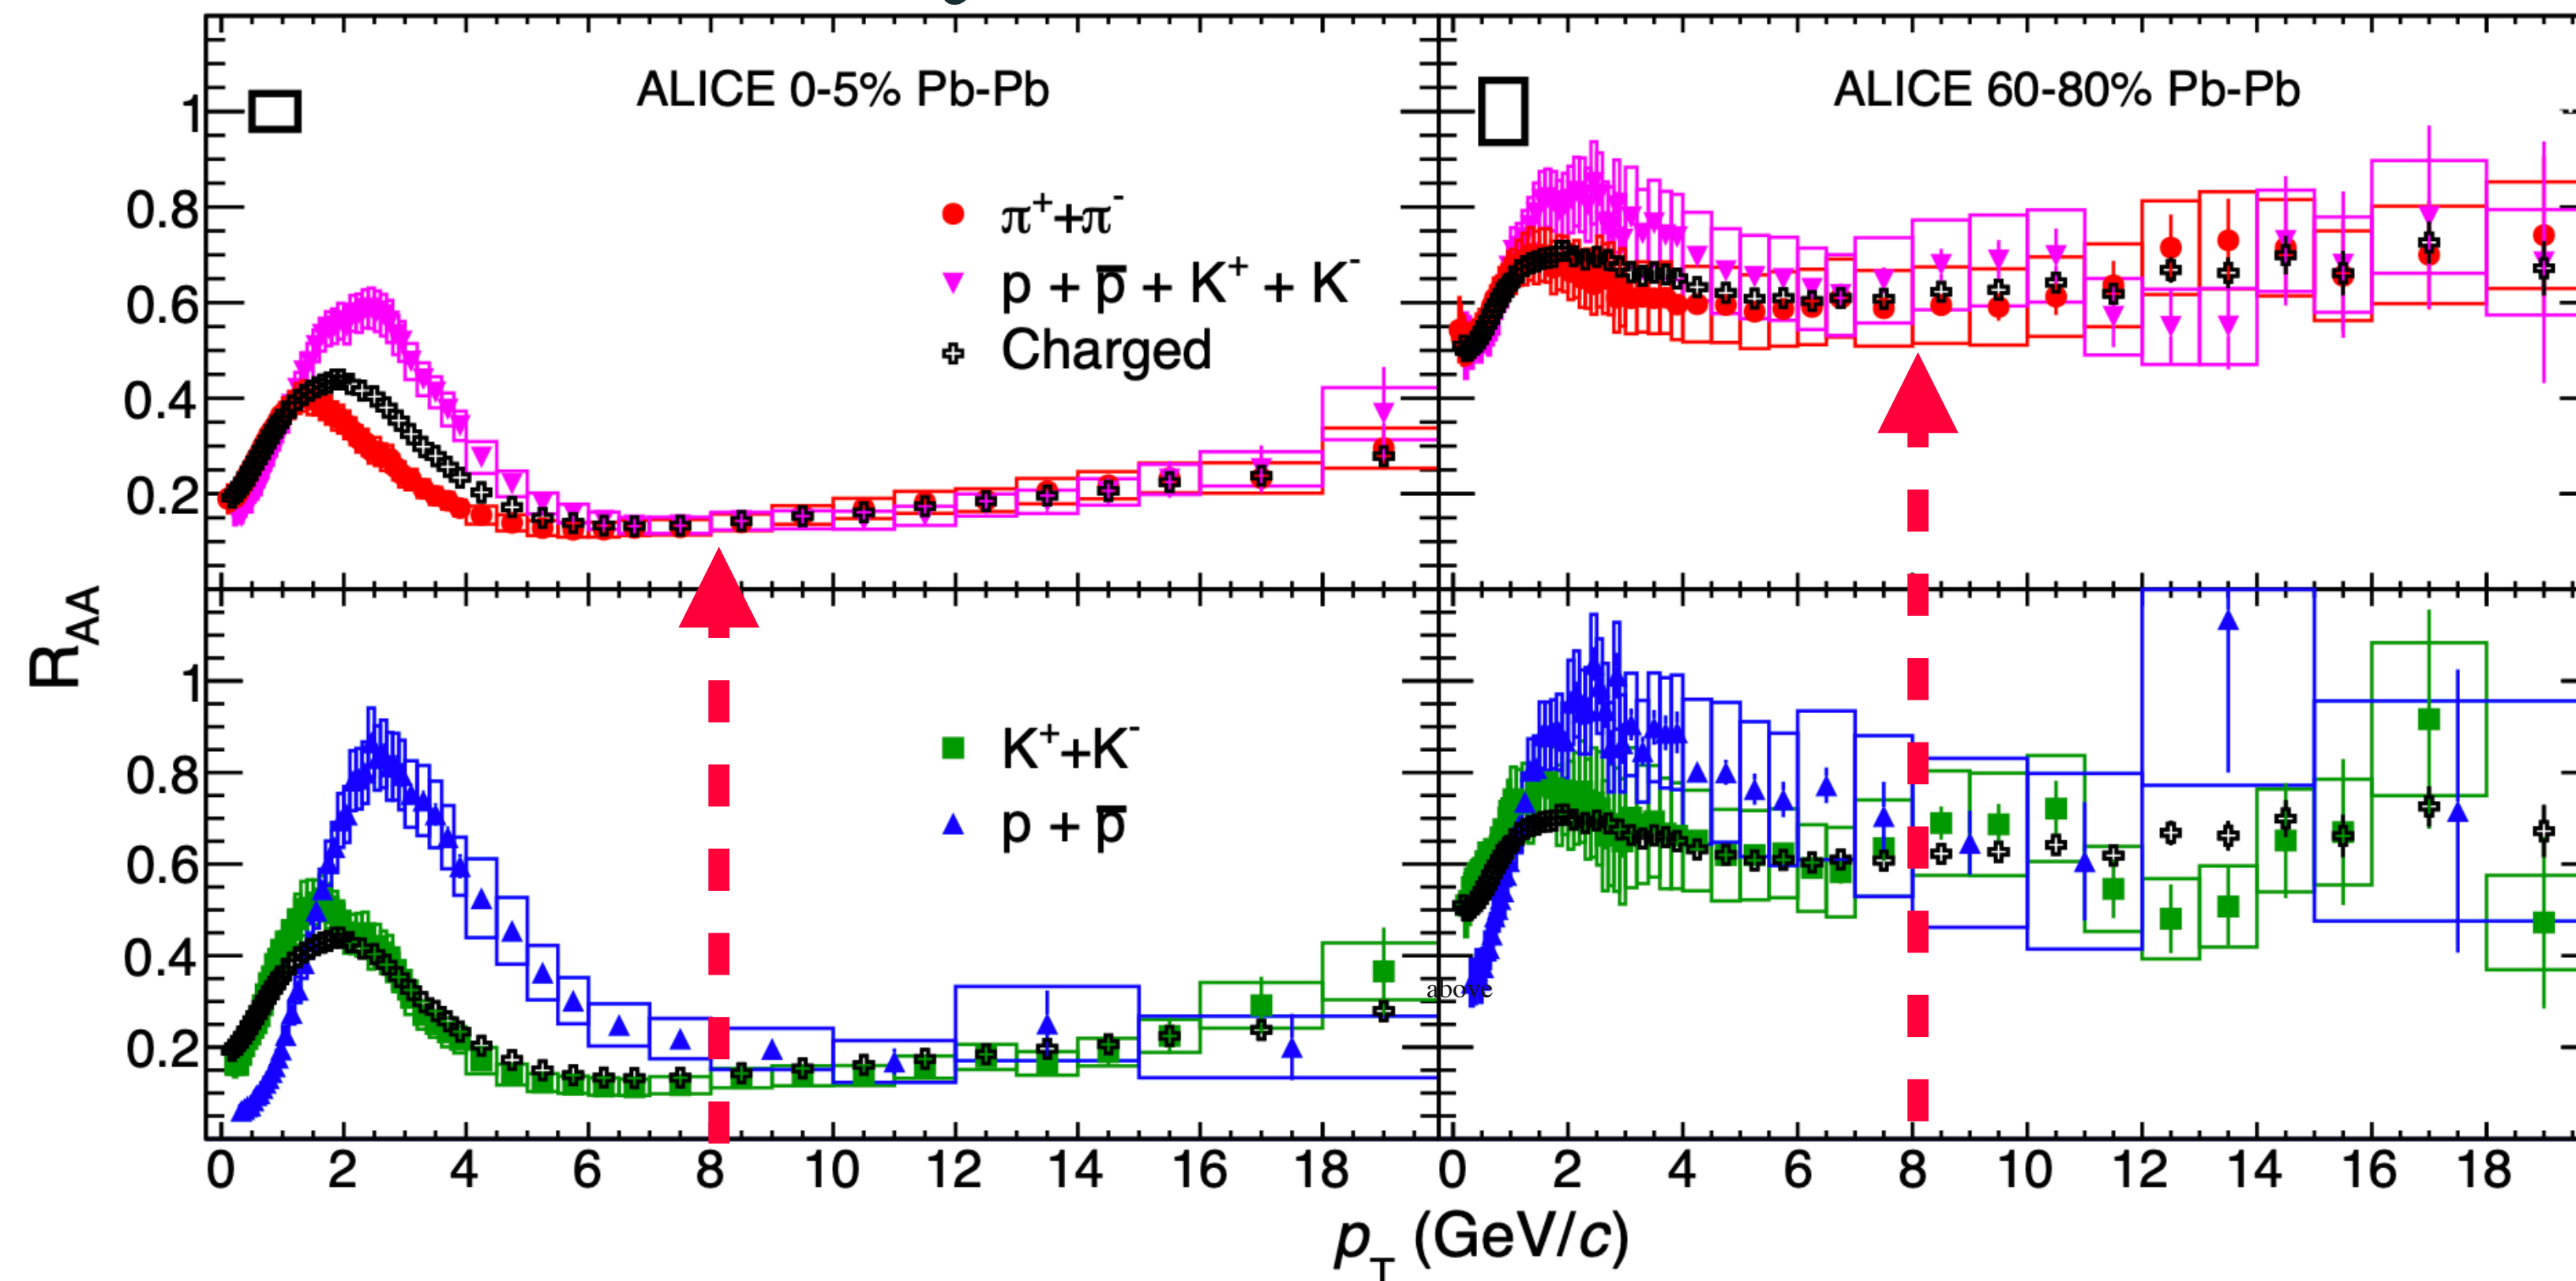 ALICE 0-5% Pb-Pb
1
0.8
0.6
0.4
0.2
π⁺+π⁻
p + p̅ + K⁺ + K⁻
Charged
ALICE 60-80% Pb-Pb
R_AA
1
0.8
0.6
0.4
0.2
K⁺+K⁻
p + p̅
above
0 2 4 6 8 10 12 14 16 18
0 2 4 6 8 10 12 14 16 18
p_T (GeV/c)